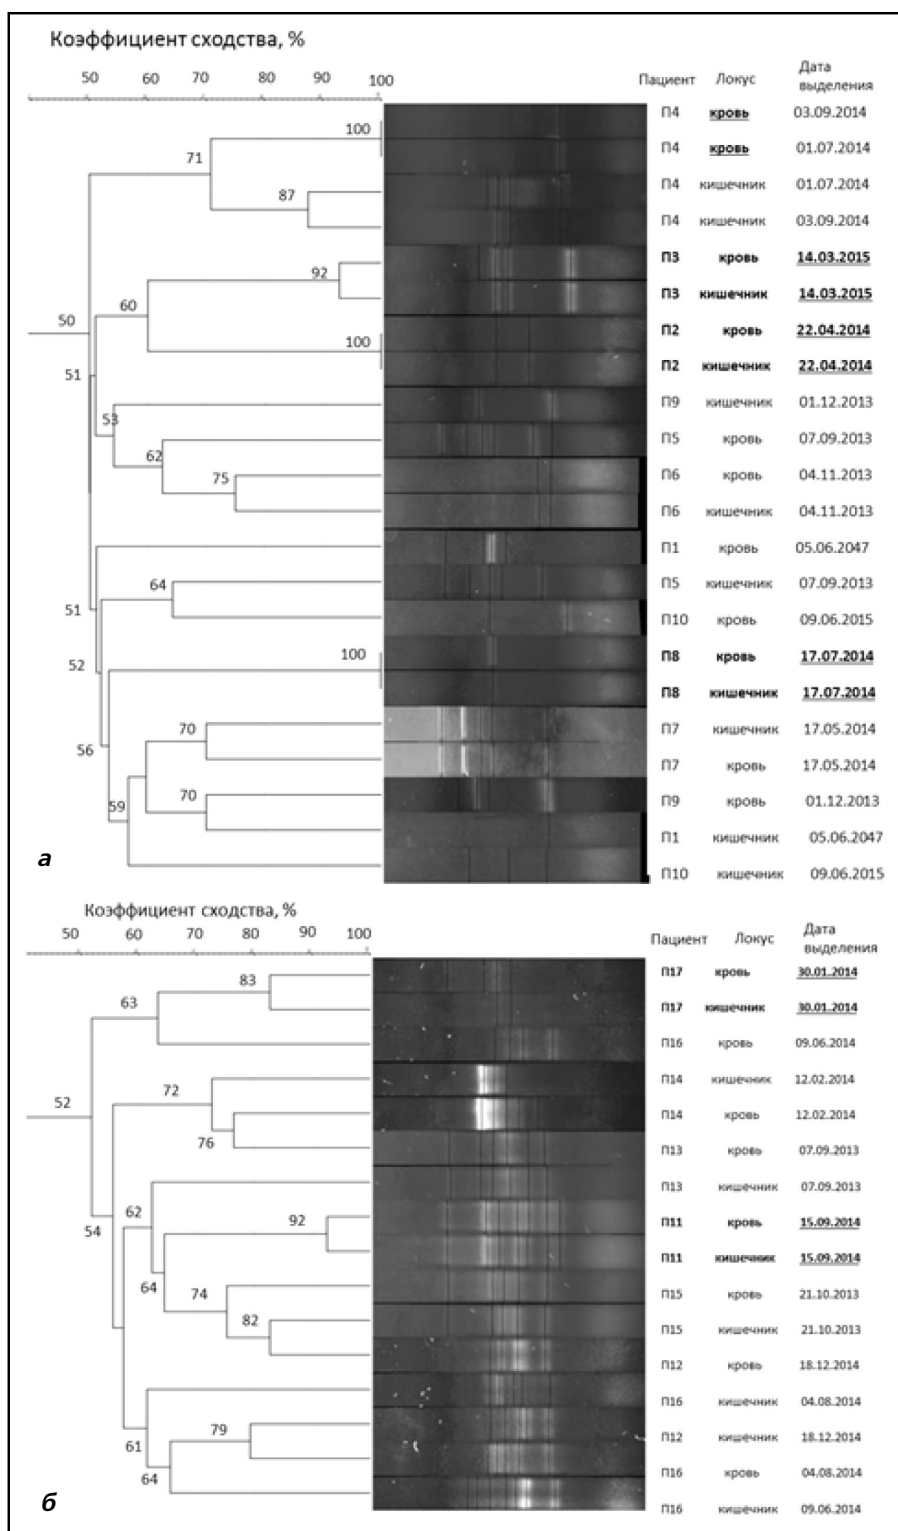 Коэффициент сходства, %
50 60 70 80 90 100
Пациент Локус Дата выделения
100
71
87
92
60
50
100
51
53
62
75
64
51
52
100
70
56
70
59
П4 кровь 03.09.2014
П4 кровь 01.07.2014
П4 кишечник 01.07.2014
П4 кишечник 03.09.2014
П3 кровь 14.03.2015
П3 кишечник 14.03.2015
П2 кровь 22.04.2014
П2 кишечник 22.04.2014
П9 кишечник 01.12.2013
П5 кровь 07.09.2013
П6 кровь 04.11.2013
П6 кишечник 04.11.2013
П1 кровь 05.06.2047
П5 кишечник 07.09.2013
П10 кровь 09.06.2015
П8 кровь 17.07.2014
П8 кишечник 17.07.2014
П7 кишечник 17.05.2014
П7 кровь 17.05.2014
П9 кровь 01.12.2013
П1 кишечник 05.06.2047
П10 кишечник 09.06.2015
а
Коэффициент сходства, %
50 60 70 80 90 100
Пациент Локус Дата выделения
83
63
72
52
76
62
92
54
64
74
82
79
61
64
П17 кровь 30.01.2014
П17 кишечник 30.01.2014
П16 кровь 09.06.2014
П14 кишечник 12.02.2014
П14 кровь 12.02.2014
П13 кровь 07.09.2013
П13 кишечник 07.09.2013
П11 кровь 15.09.2014
П11 кишечник 15.09.2014
П15 кровь 21.10.2013
П15 кишечник 21.10.2013
П12 кровь 18.12.2014
П16 кишечник 04.08.2014
П12 кишечник 18.12.2014
П16 кровь 04.08.2014
П16 кишечник 09.06.2014
б